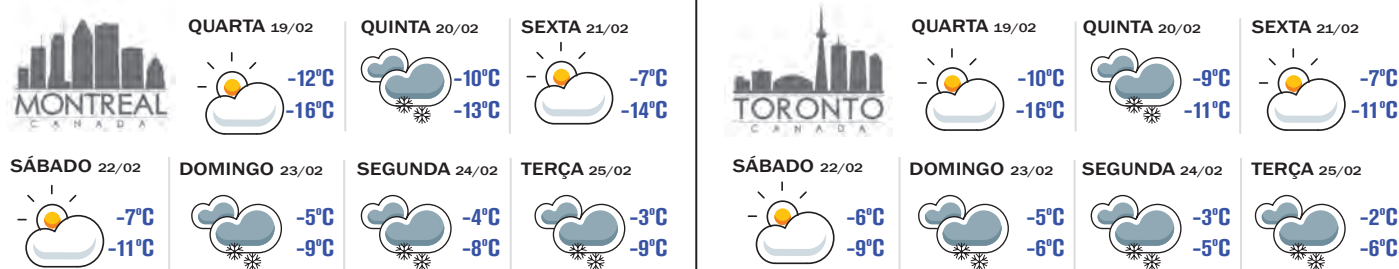 MONTREAL
CANADA
QUARTA 19/02
-12ºC
-16ºC
QUINTA 20/02
-10ºC
-13ºC
SEXTA 21/02
-7ºC
-14ºC
SÁBADO 22/02
-7ºC
-11ºC
DOMINGO 23/02
-5ºC
-9ºC
SEGUNDA 24/02
-4ºC
-8ºC
TERÇA 25/02
-3ºC
-9ºC
TORONTO
CANADA
QUARTA 19/02
-10ºC
-16ºC
QUINTA 20/02
-9ºC
-11ºC
SEXTA 21/02
-7ºC
-11ºC
SÁBADO 22/02
-6ºC
-9ºC
DOMINGO 23/02
-5ºC
-6ºC
SEGUNDA 24/02
-3ºC
-5ºC
TERÇA 25/02
-2ºC
-6ºC